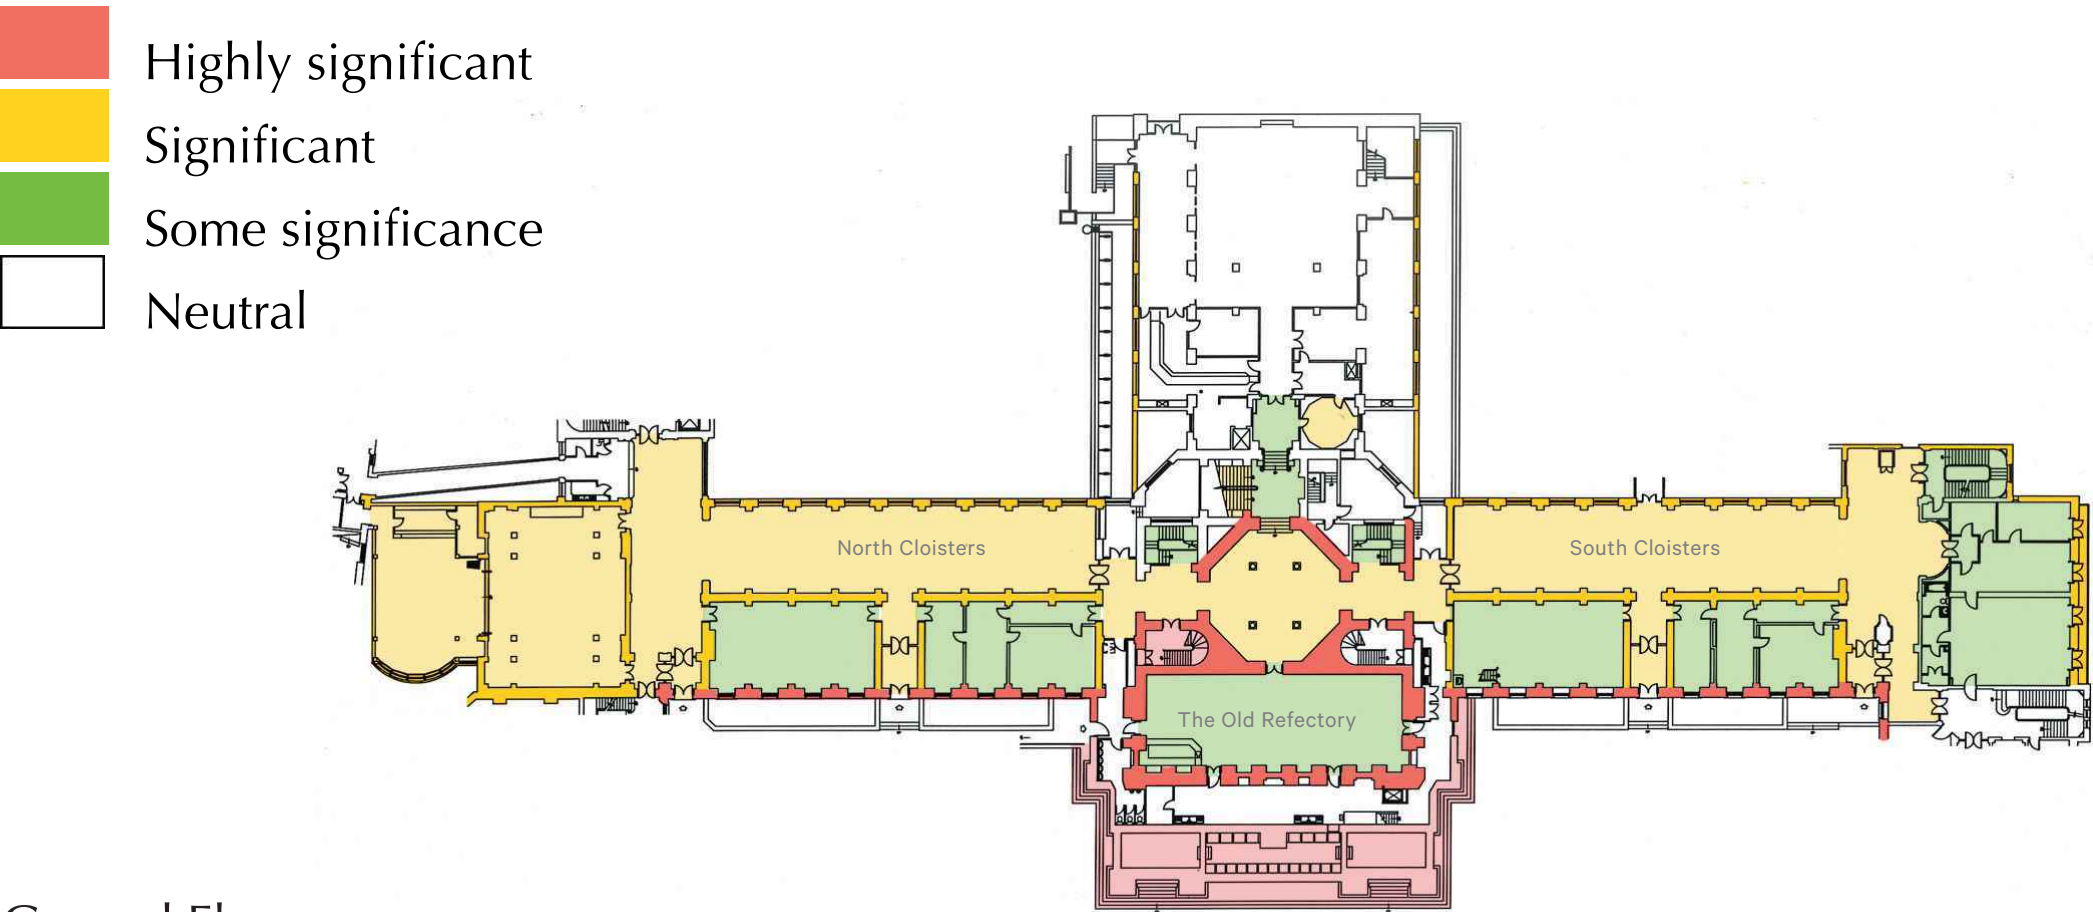 Highly significant
Significant
Some significance
Neutral
North Cloisters
South Cloisters
The Old Refectory